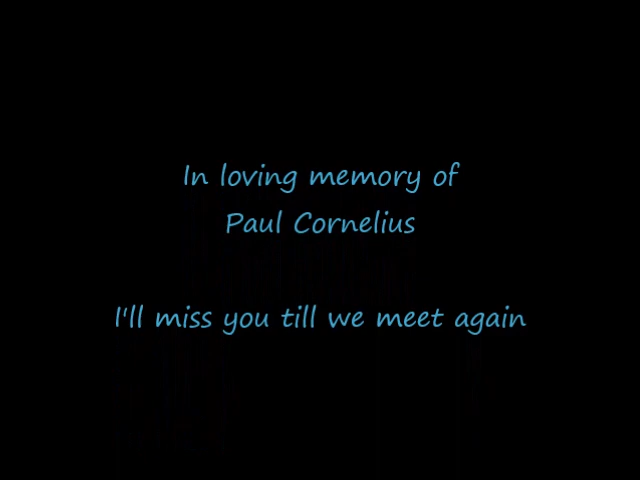 In loving memory of
Paul Cornelius
I'll miss you till we meet again